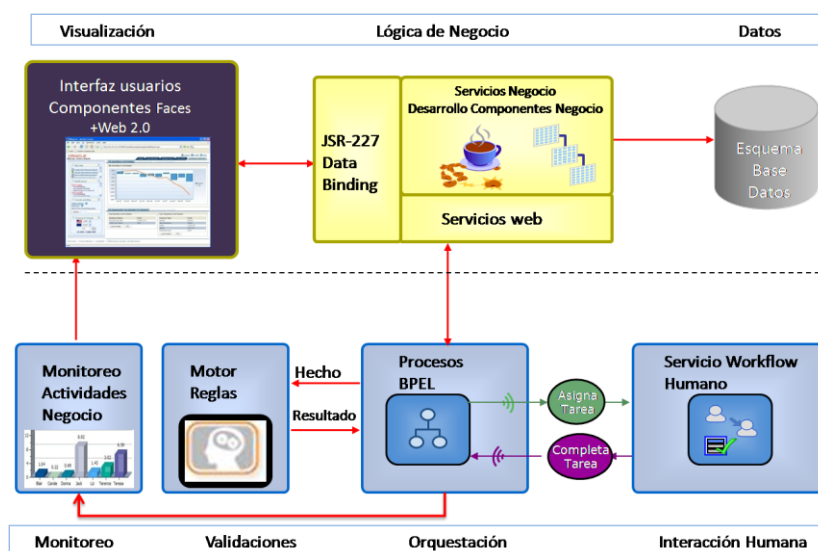 Visualización
Lógica de Negocio
Datos
Interfaz usuarios
Componentes Faces
+Web 2.0
JSR-227
Data
Binding
Servicios Negocio
Desarrollo Componentes Negocio
Servicios web
Esquema
Base
Datos
Monitoreo
Actividades
Negocio
Motor
Reglas
Hecho
Resultado
Procesos
BPEL
Asigna
Tarea
Completa
Tarea
Servicio Workflow
Humano
Monitoreo
Validaciones
Orquestación
Interacción Humana